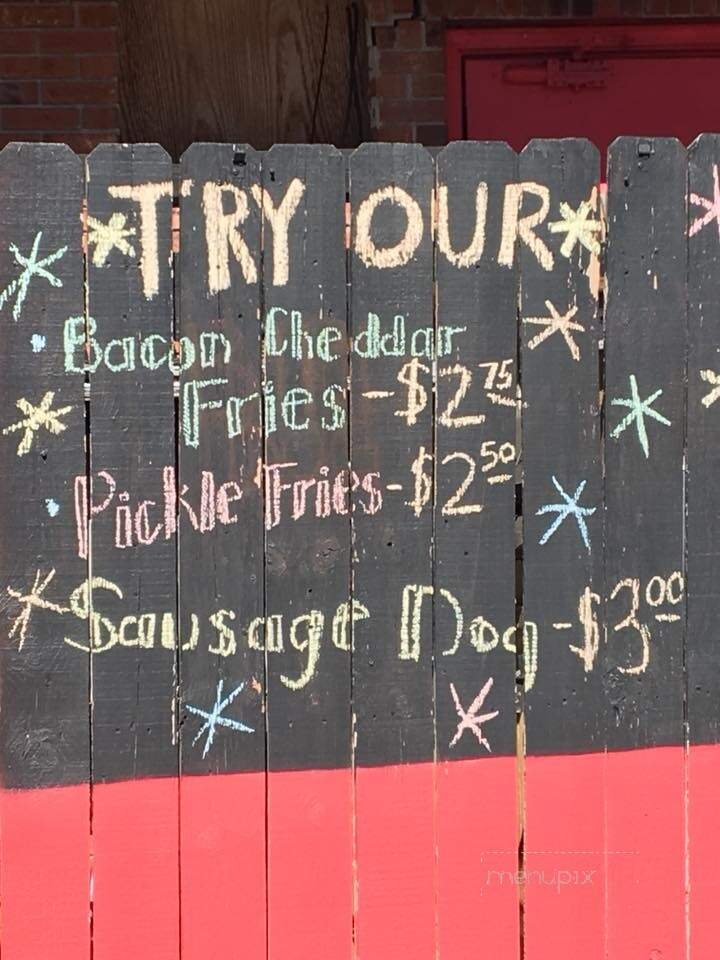 TRY OUR
Bacon Cheddar
Fries - $2 75
Pickle Fries - $2 50
Sausage Dog - $3 00
menupix